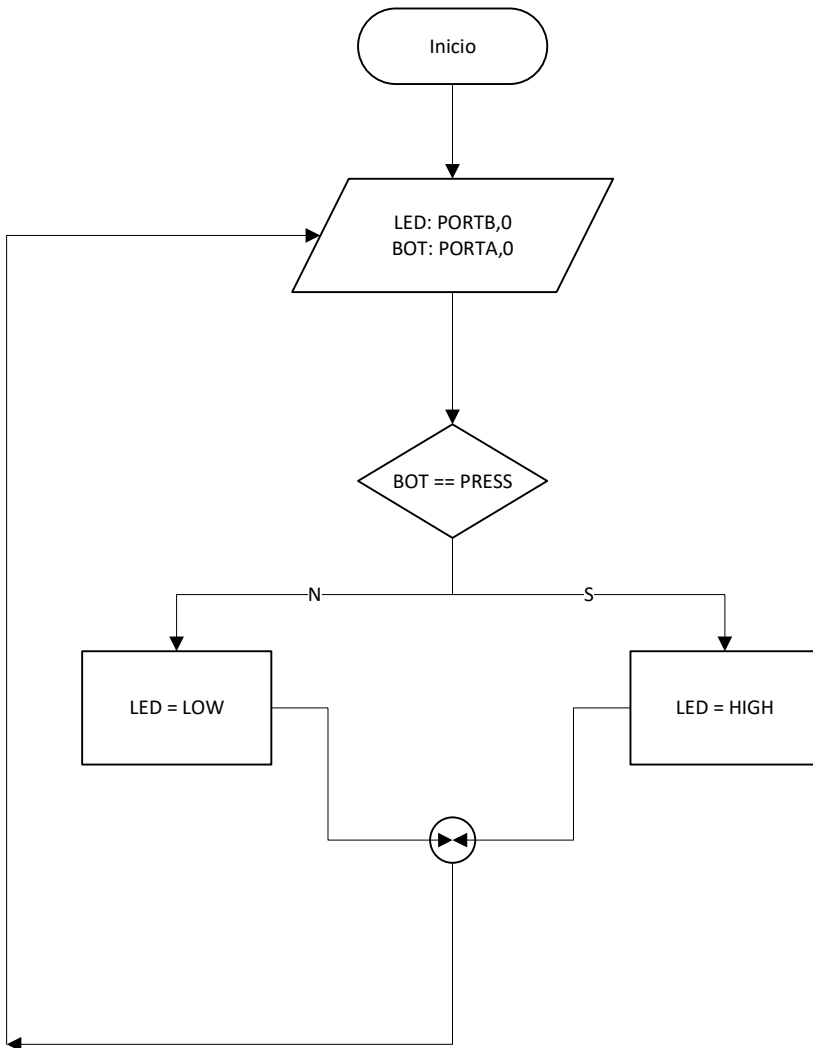 Inicio
LED: PORTB,0
BOT: PORTA,0
BOT == PRESS
N
S
LED = LOW
LED = HIGH